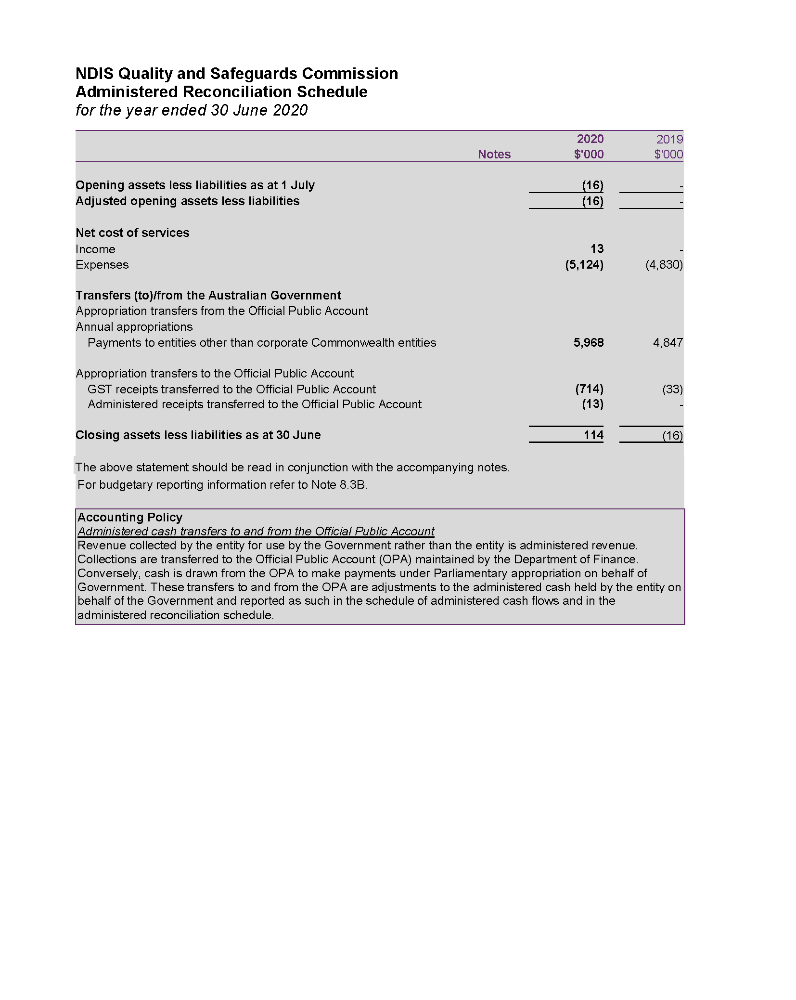 NDIS Quality and Safeguards Commission
Administered Reconciliation Schedule
for the year ended 30 June 2020
2020 2019
Notes $'000 $'000
Opening assets less liabilities as at 1 July (16) -
Adjusted opening assets less liabilities (16) -
Net cost of services
Income 13 -
Expenses (5,124) (4,830)
Transfers (to)/from the Australian Government
Appropriation transfers from the Official Public Account
Annual appropriations
Payments to entities other than corporate Commonwealth entities 5,968 4,847
Appropriation transfers to the Official Public Account
GST receipts transferred to the Official Public Account (714) (33)
Administered receipts transferred to the Official Public Account (13) -
Closing assets less liabilities as at 30 June 114 (16)
The above statement should be read in conjunction with the accompanying notes.
For budgetary reporting information refer to Note 8.3B.
Accounting Policy
Administered cash transfers to and from the Official Public Account
Revenue collected by the entity for use by the Government rather than the entity is administered revenue.
Collections are transferred to the Official Public Account (OPA) maintained by the Department of Finance.
Conversely, cash is drawn from the OPA to make payments under Parliamentary appropriation on behalf of
Government. These transfers to and from the OPA are adjustments to the administered cash held by the entity on
behalf of the Government and reported as such in the schedule of administered cash flows and in the
administered reconciliation schedule.